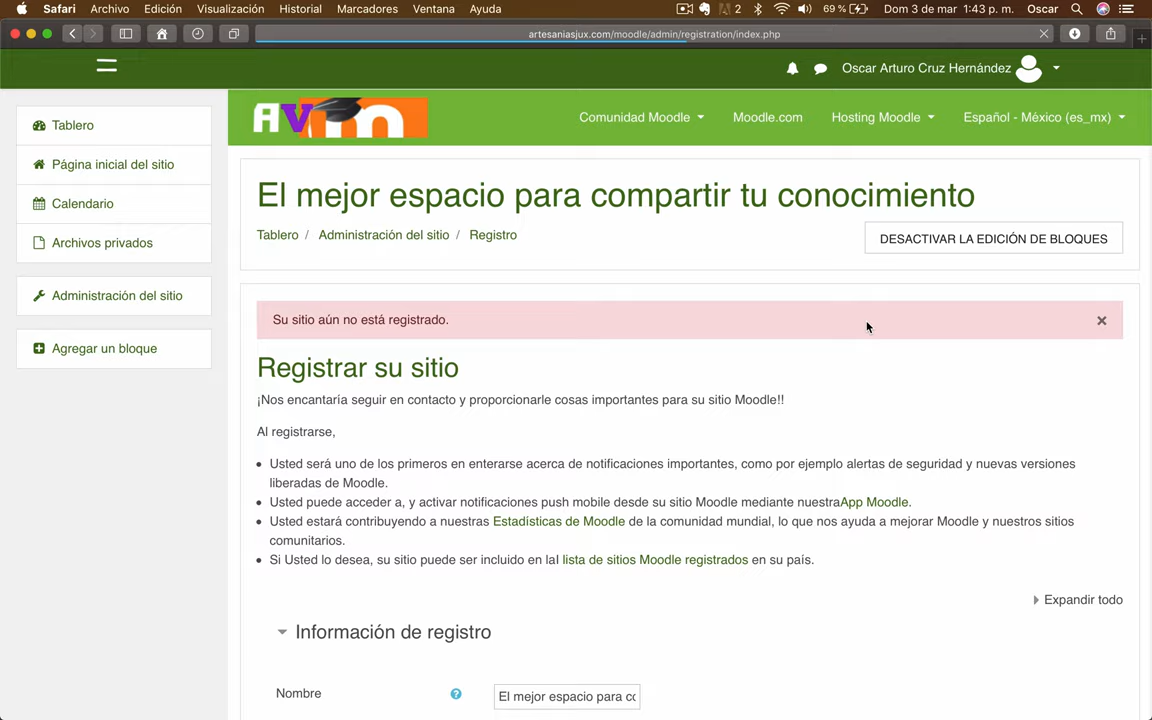 Safari Archivo Edición Visualización Historial Marcadores Ventana Ayuda 2 69 % Dom 3 de mar 1:43 p. m. Oscar
artesaniasjux.com/moodle/admin/registration/index.php
Oscar Arturo Cruz Hernández
Tablero
Página inicial del sitio
Calendario
Archivos privados
Administración del sitio
Agregar un bloque
AVim
Comunidad Moodle Moodle.com Hosting Moodle Español - México (es_mx)
El mejor espacio para compartir tu conocimiento
Tablero / Administración del sitio / Registro
DESACTIVAR LA EDICIÓN DE BLOQUES
Su sitio aún no está registrado. ×
Registrar su sitio
¡Nos encantaría seguir en contacto y proporcionarle cosas importantes para su sitio Moodle!!
Al registrarse,
• Usted será uno de los primeros en enterarse acerca de notificaciones importantes, como por ejemplo alertas de seguridad y nuevas versiones
liberadas de Moodle.
• Usted puede acceder a, y activar notificaciones push mobile desde su sitio Moodle mediante nuestraApp Moodle.
• Usted estará contribuyendo a nuestras Estadísticas de Moodle de la comunidad mundial, lo que nos ayuda a mejorar Moodle y nuestros sitios
comunitarios.
• Si Usted lo desea, su sitio puede ser incluido en lal lista de sitios Moodle registrados en su país.
Expandir todo
Información de registro
Nombre ? El mejor espacio para co